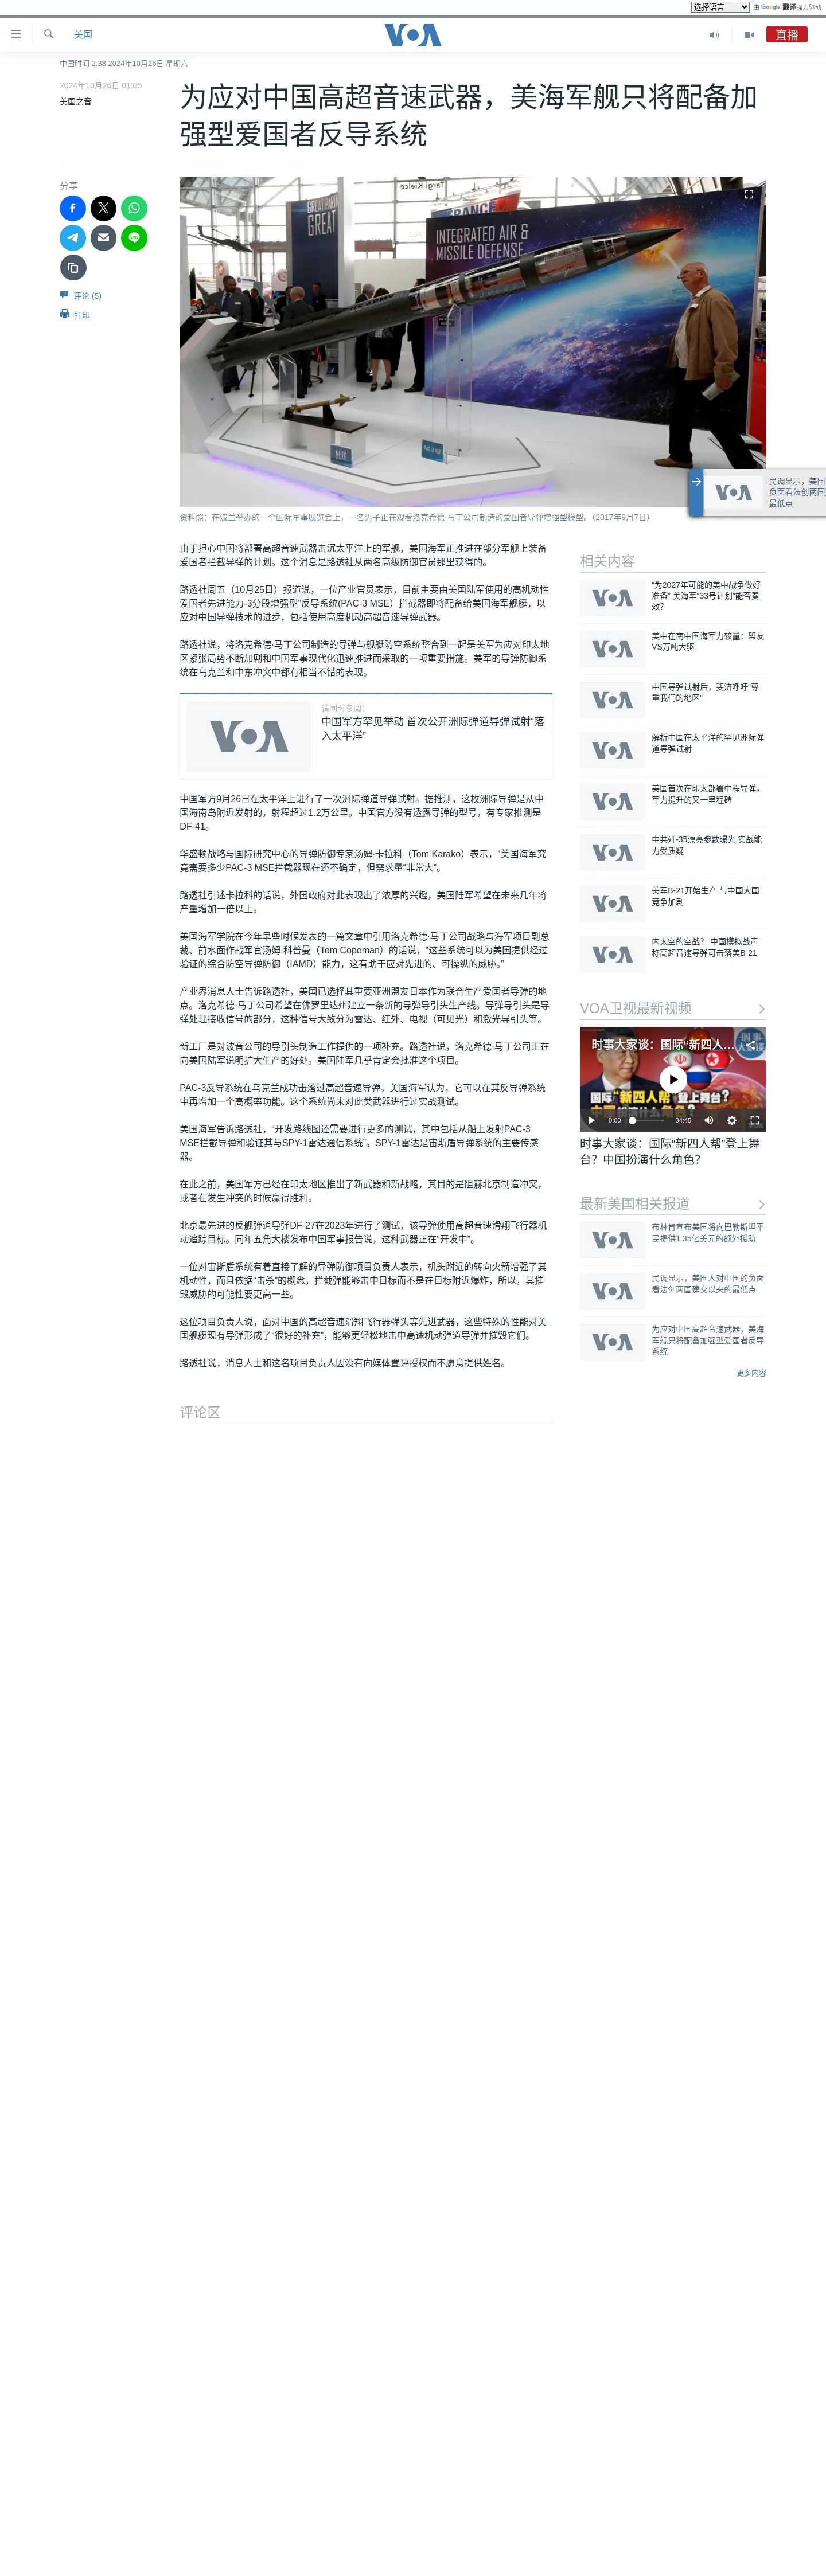 选择语言
由 Google 翻译强力驱动
美国
VOA
直播
中国时间 2:38 2024年10月26日 星期六
2024年10月26日 01:05
美国之音
为应对中国高超音速武器，美海军舰只将配备加
强型爱国者反导系统
分享
评论 (5)
打印
Targi Kielce
GREAT
FRANCE
INTEGRATED AIR &
MISSILE DEFENSE
资料照：在波兰举办的一个国际军事展览会上，一名男子正在观看洛克希德·马丁公司制造的爱国者导弹增强型模型。（2017年9月7日）
VOA
民调显示，美国
负面看法创两国
最低点
由于担心中国将部署高超音速武器击沉太平洋上的军舰，美国海军正推进在部分军舰上装备
爱国者拦截导弹的计划。这个消息是路透社从两名高级防御官员那里获得的。
路透社周五（10月25日）报道说，一位产业官员表示，目前主要由美国陆军使用的高机动性
爱国者先进能力-3分段增强型”反导系统(PAC-3 MSE）拦截器即将配备给美国海军舰艇，以
应对中国导弹技术的进步，包括使用高度机动高超音速导弹武器。
路透社说，将洛克希德·马丁公司制造的导弹与舰艇防空系统整合到一起是美军为应对印太地
区紧张局势不断加剧和中国军事现代化迅速推进而采取的一项重要措施。美军的导弹防御系
统在乌克兰和中东冲突中都有相当不错的表现。
VOA
请同时参阅：
中国军方罕见举动 首次公开洲际弹道导弹试射“落
入太平洋”
中国军方9月26日在太平洋上进行了一次洲际弹道导弹试射。据推测，这枚洲际导弹是从中
国海南岛附近发射的，射程超过1.2万公里。中国官方没有透露导弹的型号，有专家推测是
DF-41。
华盛顿战略与国际研究中心的导弹防御专家汤姆·卡拉科（Tom Karako）表示，“美国海军究
竟需要多少PAC-3 MSE拦截器现在还不确定，但需求量“非常大”。
路透社引述卡拉科的话说，外国政府对此表现出了浓厚的兴趣，美国陆军希望在未来几年将
产量增加一倍以上。
美国海军学院在今年早些时候发表的一篇文章中引用洛克希德·马丁公司战略与海军项目副总
裁、前水面作战军官汤姆·科普曼（Tom Copeman）的话说，“这些系统可以为美国提供经过
验证的综合防空导弹防御（IAMD）能力，这有助于应对先进的、可操纵的威胁。”
产业界消息人士告诉路透社，美国已选择其重要亚洲盟友日本作为联合生产爱国者导弹的地
点。洛克希德·马丁公司希望在佛罗里达州建立一条新的导弹导引头生产线。导弹导引头是导
弹处理接收信号的部分，这种信号大致分为雷达、红外、电视（可见光）和激光导引头等。
新工厂是对波音公司的导引头制造工作提供的一项补充。路透社说，洛克希德·马丁公司正在
向美国陆军说明扩大生产的好处。美国陆军几乎肯定会批准这个项目。
PAC-3反导系统在乌克兰成功击落过高超音速导弹。美国海军认为，它可以在其反导弹系统
中再增加一个高概率功能。这个系统尚未对此类武器进行过实战测试。
美国海军告诉路透社，“开发路线图还需要进行更多的测试，其中包括从船上发射PAC-3
MSE拦截导弹和验证其与SPY-1雷达通信系统”。SPY-1雷达是宙斯盾导弹系统的主要传感
器。
在此之前，美国军方已经在印太地区推出了新武器和新战略，其目的是阻赫北京制造冲突，
或者在发生冲突的时候赢得胜利。
北京最先进的反舰弹道导弹DF-27在2023年进行了测试，该导弹使用高超音速滑翔飞行器机
动追踪目标。同年五角大楼发布中国军事报告说，这种武器正在“开发中”。
一位对宙斯盾系统有着直接了解的导弹防御项目负责人表示，机头附近的转向火箭增强了其
机动性，而且依据“击杀”的概念，拦截弹能够击中目标而不是在目标附近爆炸，所以，其摧
毁威胁的可能性要更高一些。
这位项目负责人说，面对中国的高超音速滑翔飞行器弹头等先进武器，这些特殊的性能对美
国舰艇现有导弹形成了“很好的补充”，能够更轻松地击中高速机动弹道导弹并摧毁它们。
路透社说，消息人士和这名项目负责人因没有向媒体置评授权而不愿意提供姓名。
评论区
相关内容
VOA
“为2027年可能的美中战争做好
准备” 美海军“33号计划”能否奏
效？
VOA
美中在南中国海军力较量：盟友
VS万吨大驱
VOA
中国导弹试射后，斐济呼吁“尊
重我们的地区”
VOA
解析中国在太平洋的罕见洲际弹
道导弹试射
VOA
美国首次在印太部署中程导弹，
军力提升的又一里程碑
VOA
中共歼-35漂亮参数曝光 实战能
力受质疑
VOA
美军B-21开始生产 与中国大国
竞争加剧
VOA
内太空的空战？ 中国模拟战声
称高超音速导弹可击落美B-21
VOA卫视最新视频
时事大家谈：国际“新四人...
国际“新四人帮”登上舞台？
0:00
34:45
时事大家谈：国际“新四人帮”登上舞
台？中国扮演什么角色？
最新美国相关报道
VOA
布林肯宣布美国将向巴勒斯坦平
民提供1.35亿美元的额外援助
VOA
民调显示，美国人对中国的负面
看法创两国建交以来的最低点
VOA
为应对中国高超音速武器，美海
军舰只将配备加强型爱国者反导
系统
更多内容